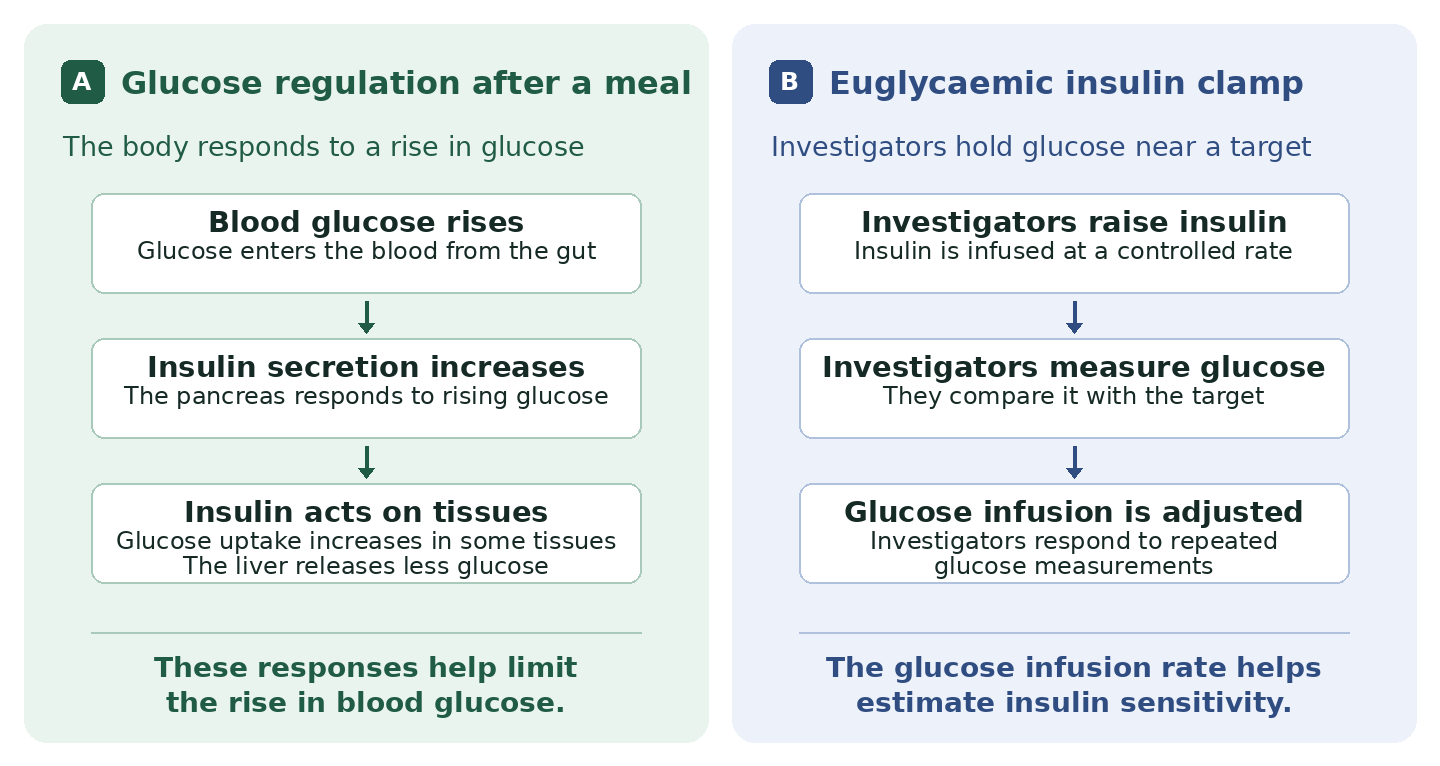 A Glucose regulation after a meal
The body responds to a rise in glucose
Blood glucose rises
Glucose enters the blood from the gut
Insulin secretion increases
The pancreas responds to rising glucose
Insulin acts on tissues
Glucose uptake increases in some tissues
The liver releases less glucose
These responses help limit
the rise in blood glucose.
B Euglycaemic insulin clamp
Investigators hold glucose near a target
Investigators raise insulin
Insulin is infused at a controlled rate
Investigators measure glucose
They compare it with the target
Glucose infusion is adjusted
Investigators respond to repeated
glucose measurements
The glucose infusion rate helps
estimate insulin sensitivity.